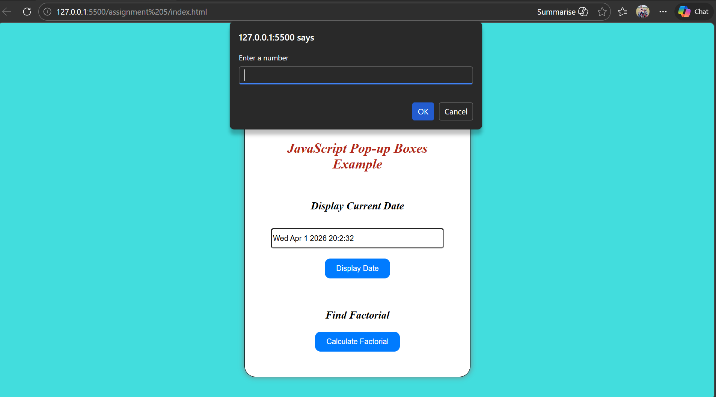 127.0.0.1:5500/assignment%205/index.html
Summarise
Chat
127.0.0.1:5500 says
Enter a number
OK
Cancel
JavaScript Pop-up Boxes
Example
Display Current Date
Wed Apr 1 2026 20:2:32
Display Date
Find Factorial
Calculate Factorial